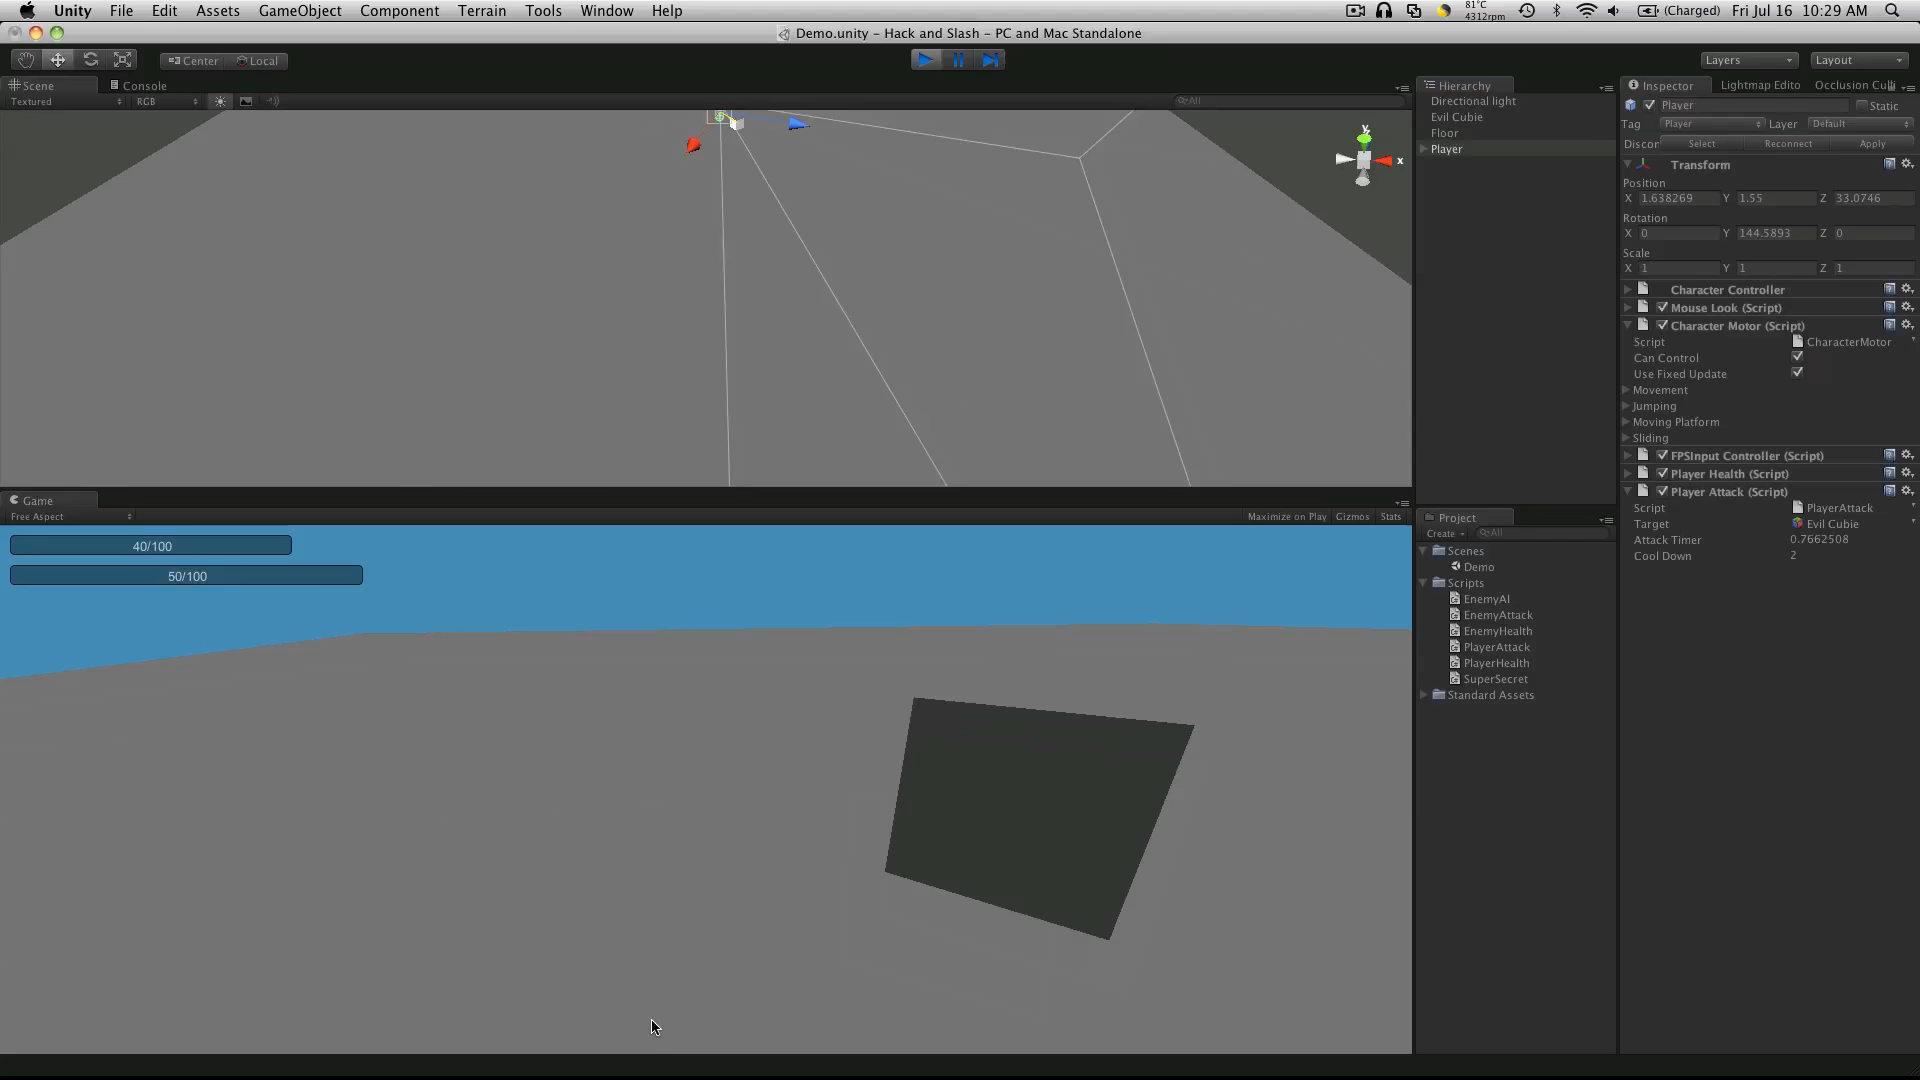 Unity File Edit Assets GameObject Component Terrain Tools Window Help 81°C 4312rpm (Charged) Fri Jul 16 10:29 AM
Demo.unity – Hack and Slash – PC and Mac Standalone
Center Local Layers Layout
Scene Console
Textured RGB All
y
x
Game
Free Aspect Maximize on Play Gizmos Stats
40/100
50/100
Hierarchy
Directional light
Evil Cubie
Floor
Player
Project
Create All
Scenes
Demo
Scripts
EnemyAI
EnemyAttack
EnemyHealth
PlayerAttack
PlayerHealth
SuperSecret
Standard Assets
Inspector Lightmap Edito Occlusion Culli
Player Static
Tag Player Layer Default
Discor Select Reconnect Apply
Transform
Position
X 1.638269 Y 1.55 Z 33.0746
Rotation
X 0 Y 144.5893 Z 0
Scale
X 1 Y 1 Z 1
Character Controller
Mouse Look (Script)
Character Motor (Script)
Script CharacterMotor
Can Control
Use Fixed Update
Movement
Jumping
Moving Platform
Sliding
FPSInput Controller (Script)
Player Health (Script)
Player Attack (Script)
Script PlayerAttack
Target Evil Cubie
Attack Timer 0.7662508
Cool Down 2